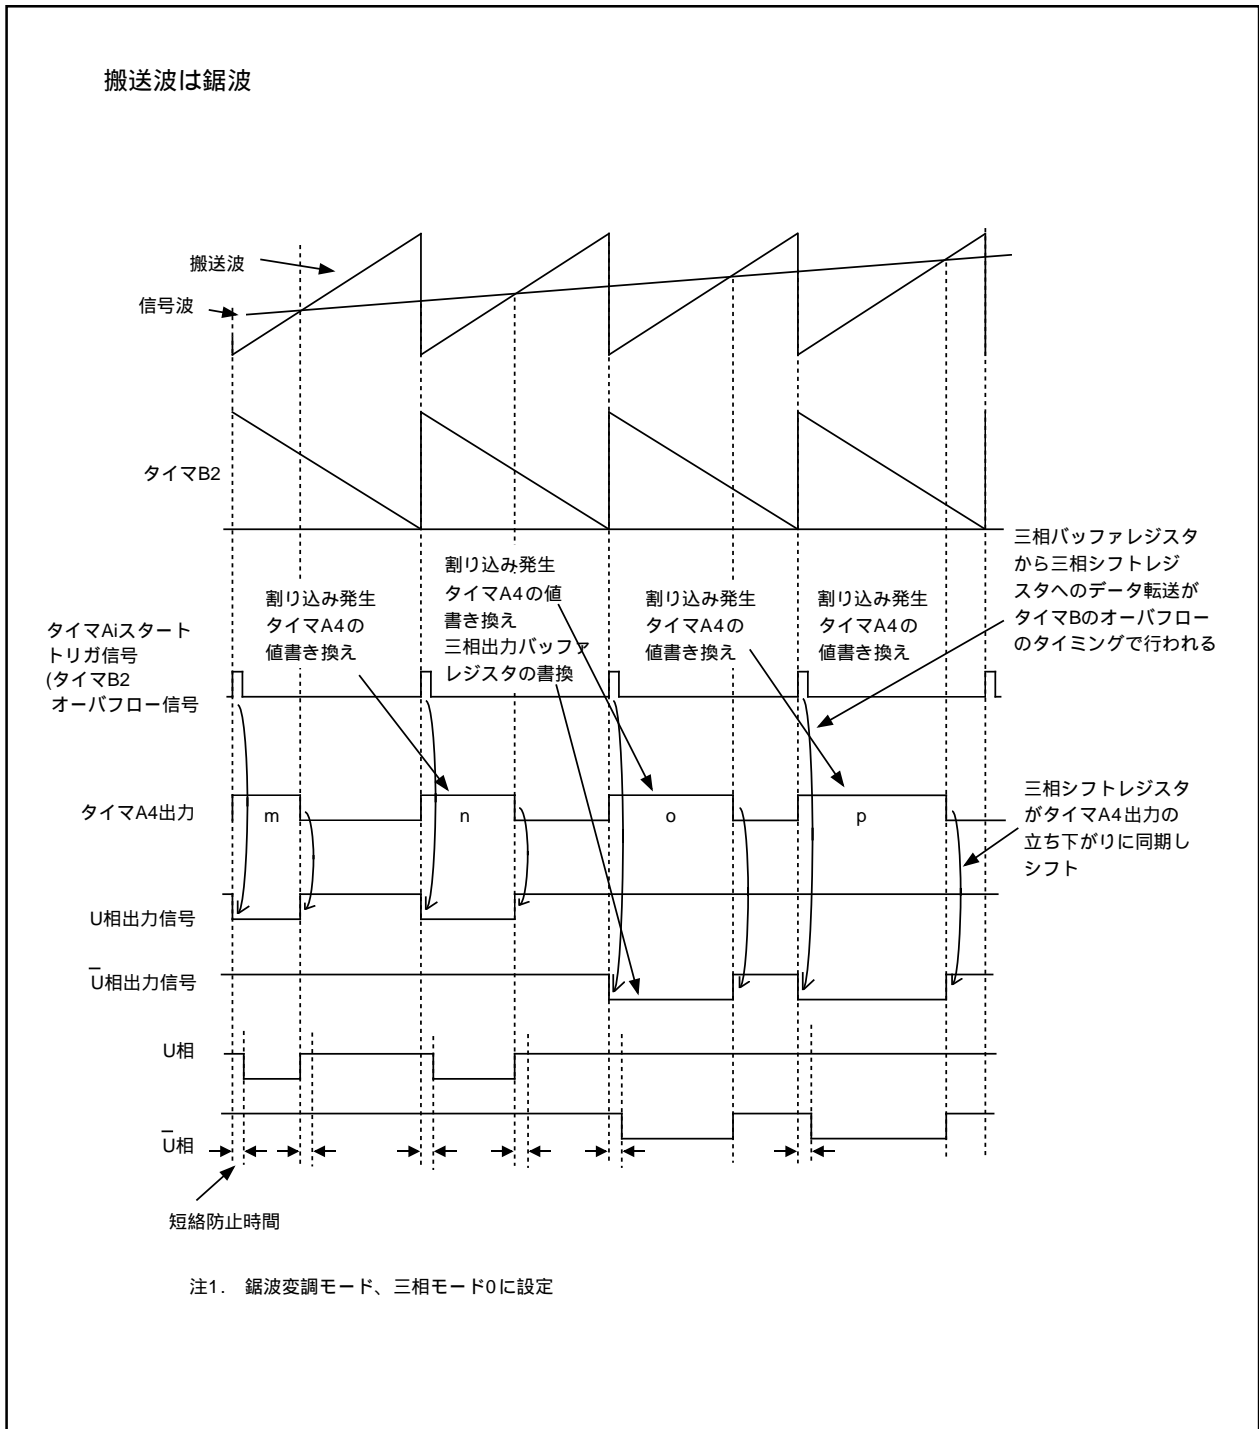 搬送波は鋸波
搬送波
信号波
タイマB2
三相バッファレジスタ
から三相シフトレジ
スタへのデータ転送が
タイマBのオーバフロー
のタイミングで行われる
割り込み発生
タイマA4の
値書き換え
割り込み発生
タイマA4の値
書き換え
三相出力バッファ
レジスタの書換
割り込み発生
タイマA4の
値書き換え
割り込み発生
タイマA4の
値書き換え
タイマAiスタート
トリガ信号
(タイマB2
オーバフロー信号
タイマA4出力
m
n
o
p
三相シフトレジスタ
がタイマA4出力の
立ち下がりに同期し
シフト
U相出力信号
U̅相出力信号
U相
U̅相
短絡防止時間
注1. 鋸波変調モード、三相モード0に設定